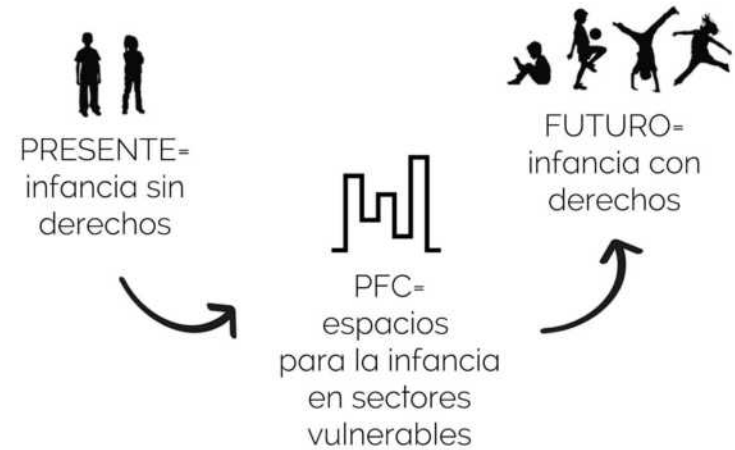 PRESENTE=
infancia sin
derechos
PFC=
espacios
para la infancia
en sectores
vulnerables
FUTURO=
infancia con
derechos